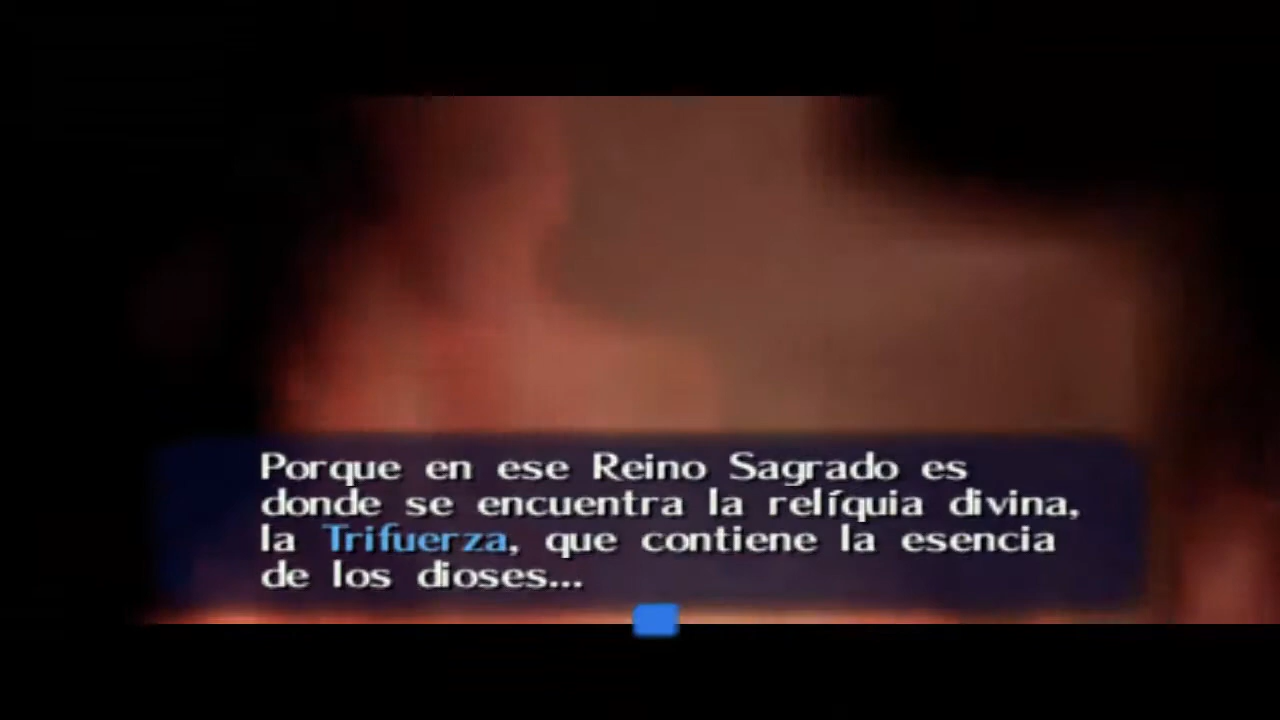 Porque en ese Reino Sagrado es
donde se encuentra la relíquia divina,
la Trifuerza, que contiene la esencia
de los dioses...